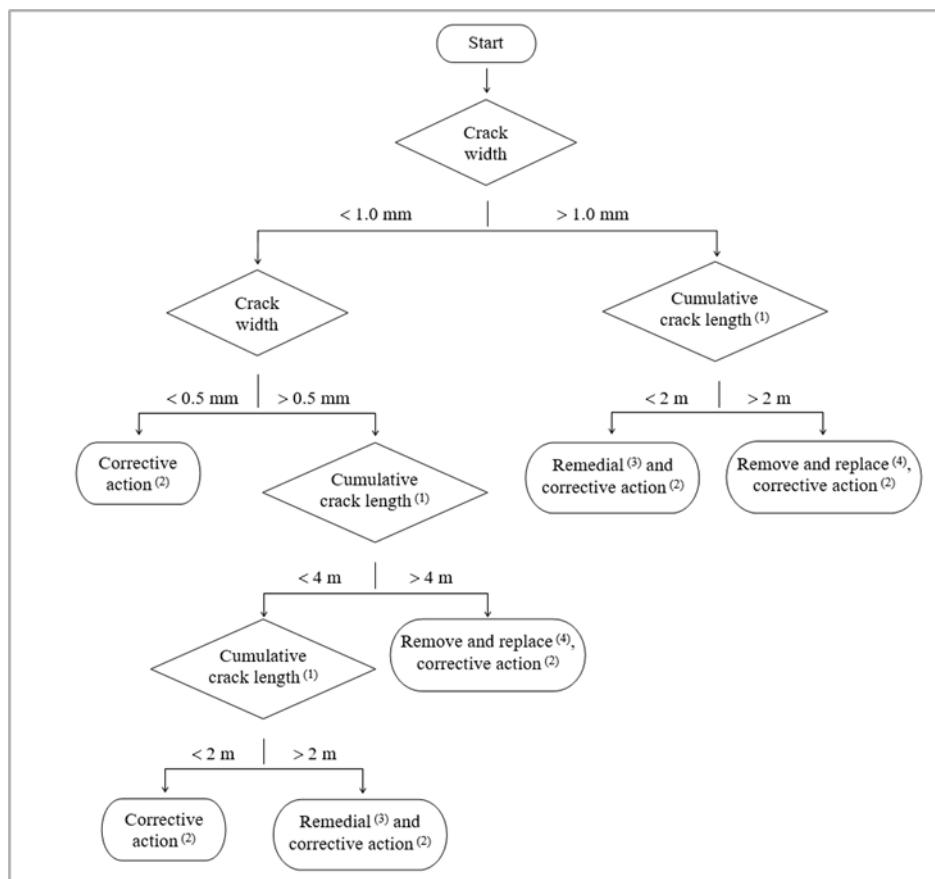 Start
Crack
width
< 1.0 mm
> 1.0 mm
Crack
width
Cumulative
crack length (1)
< 0.5 mm
> 0.5 mm
< 2 m
> 2 m
Corrective
action (2)
Cumulative
crack length (1)
Remedial (3) and
corrective action (2)
Remove and replace (4),
corrective action (2)
< 4 m
> 4 m
Cumulative
crack length (1)
Remove and replace (4),
corrective action (2)
< 2 m
> 2 m
Corrective
action (2)
Remedial (3) and
corrective action (2)